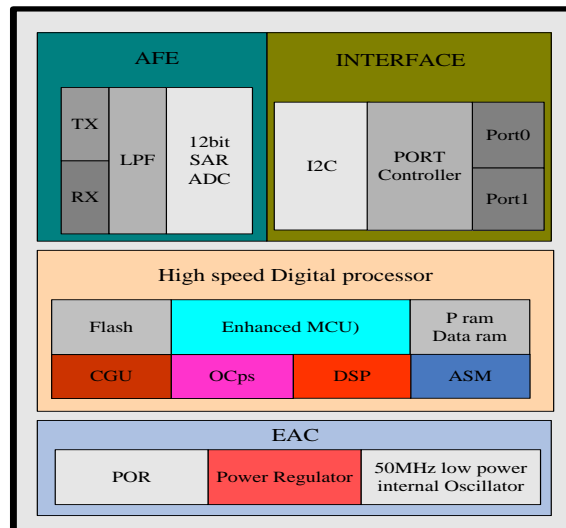 AFE
INTERFACE
TX
RX
LPF
12bit
SAR
ADC
I2C
PORT
Controller
Port0
Port1
High speed Digital processor
Flash
Enhanced MCU)
P ram
Data ram
CGU
OCps
DSP
ASM
EAC
POR
Power Regulator
50MHz low power
internal Oscillator